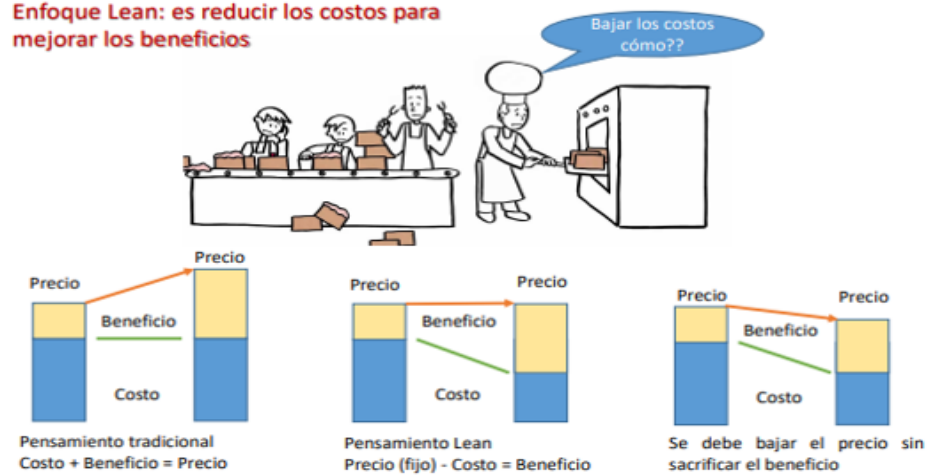 Enfoque Lean: es reducir los costos para
mejorar los beneficios
Bajar los costos
cómo??
Precio
Precio
Beneficio
Costo
Pensamiento tradicional
Costo + Beneficio = Precio
Precio
Precio
Beneficio
Costo
Pensamiento Lean
Precio (fijo) - Costo = Beneficio
Precio
Precio
Beneficio
Costo
Se debe bajar el precio sin
sacrificar el beneficio